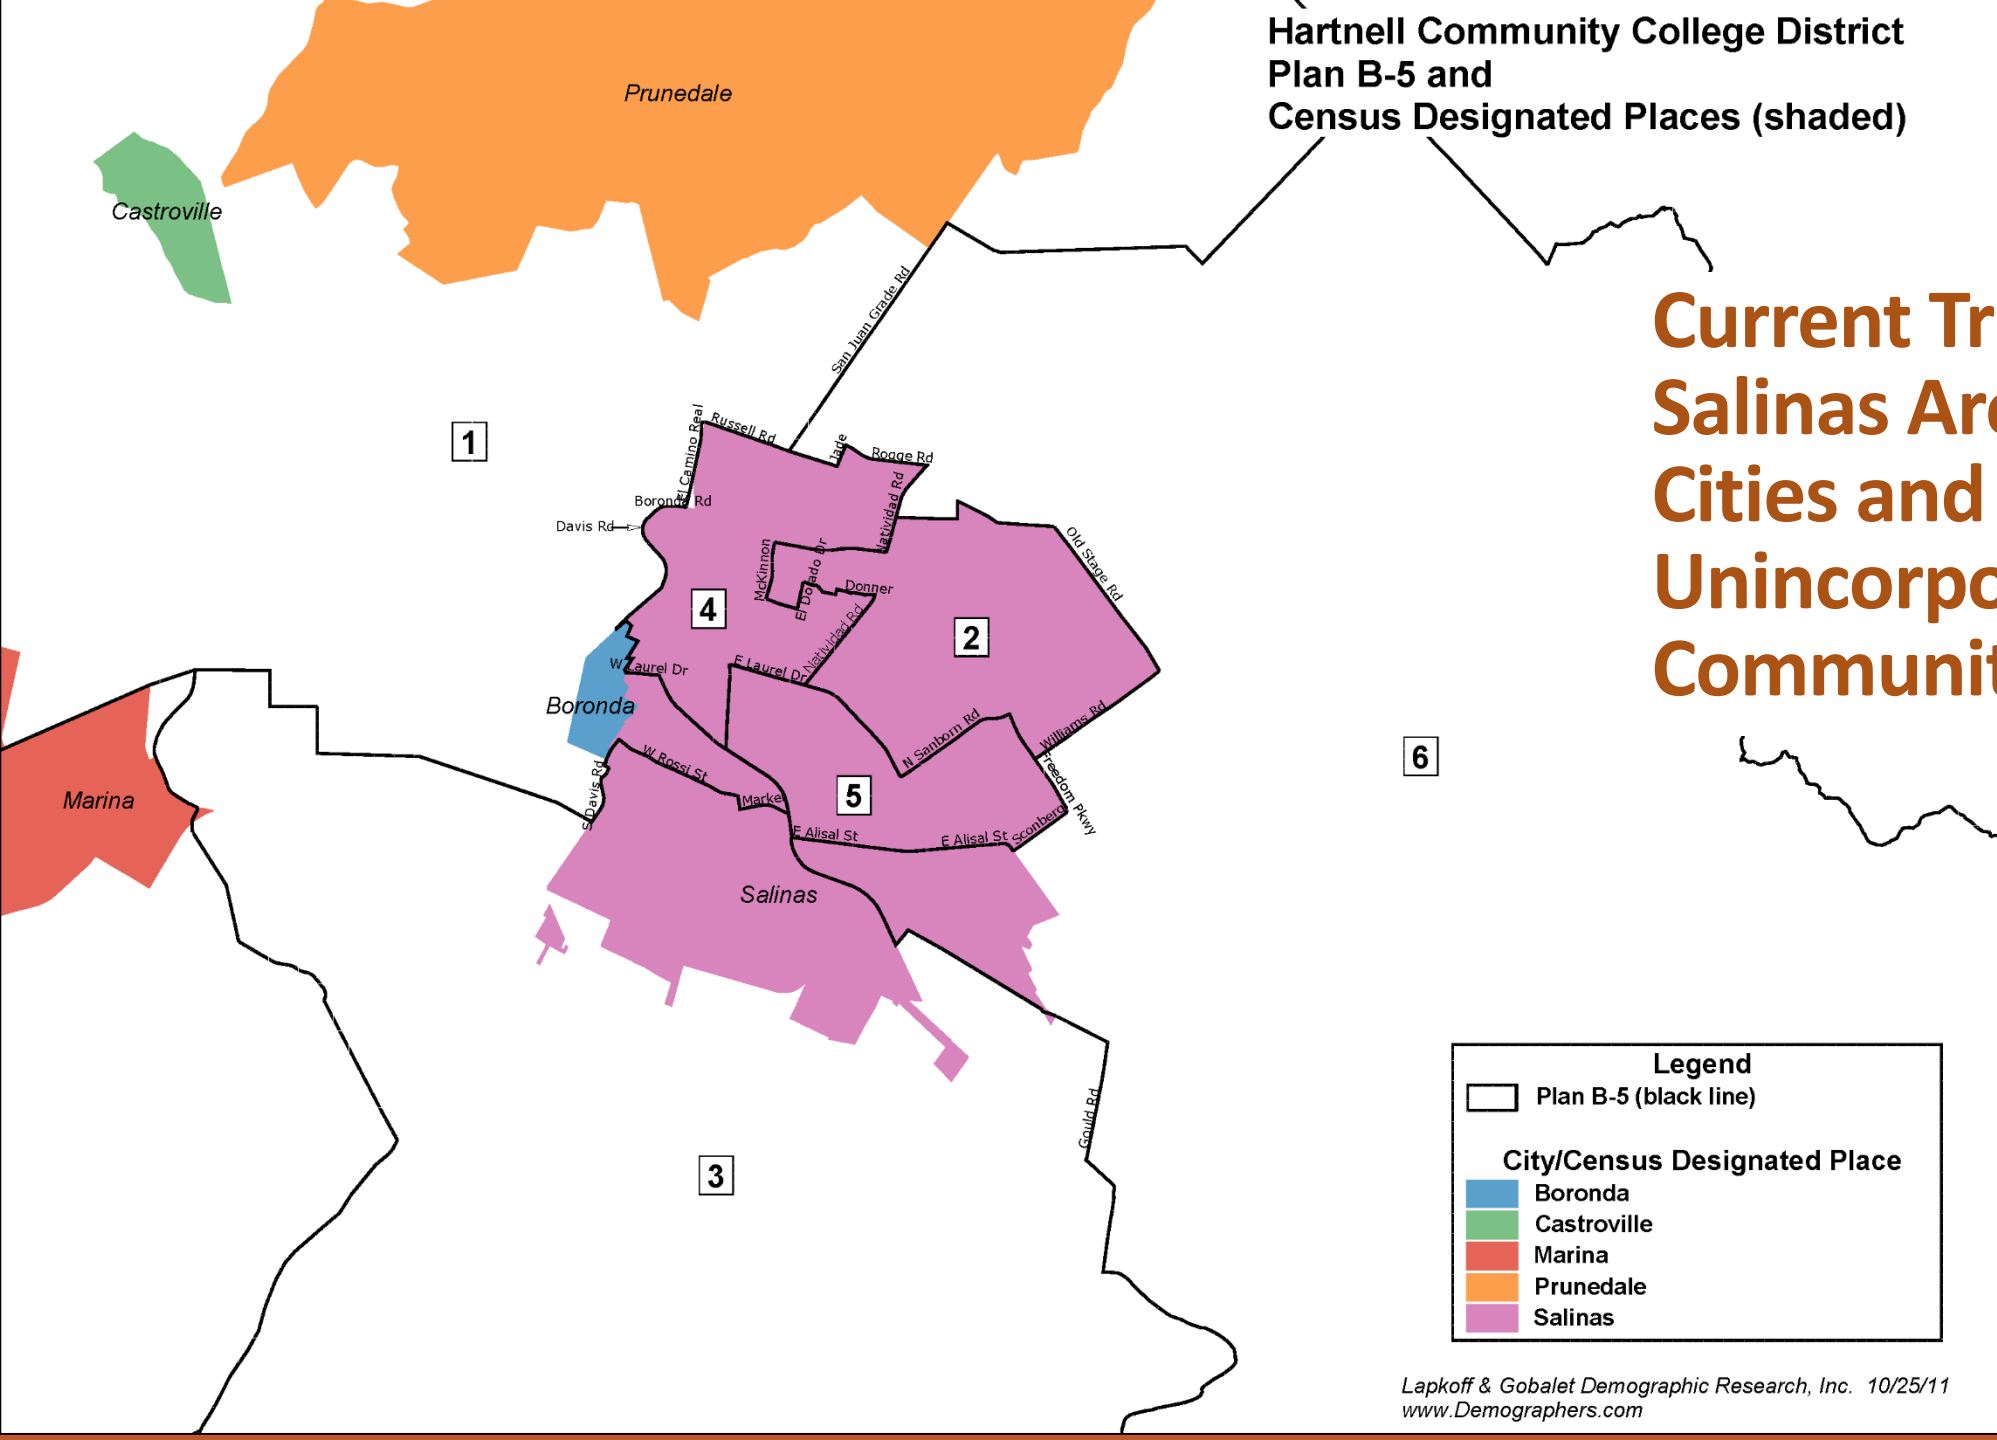 Hartnell Community College District
Plan B-5 and
Census Designated Places (shaded)
Prunedale
Castroville
San Juan Grade Rd
Current Tr
Salinas Are
Cities and
Unincorpo
Communit
1
El Camino Real
Russell Rd
Jade
Rogge Rd
Boronda Rd
Natividad Rd
Davis Rd
Old Stage Rd
McKinnon
El Dorado Dr
Donner
4
Natividad Rd
2
W Laurel Dr
E Laurel Dr
Boronda
N Sanborn Rd
Williams Rd
W Rossi St
6
S Davis Rd
Freedom Pkwy
Marina
Marke
5
E Alisal St
E Alisal St
Sconberg
Salinas
Gould Rd
3
Legend
Plan B-5 (black line)
City/Census Designated Place
Boronda
Castroville
Marina
Prunedale
Salinas
Lapkoff & Gobalet Demographic Research, Inc. 10/25/11
www.Demographers.com